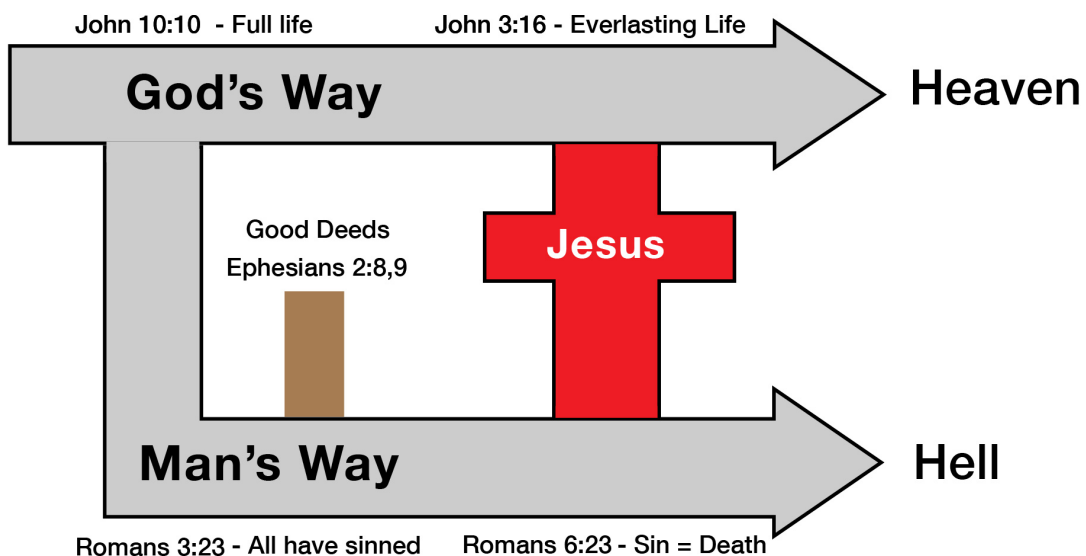 John 10:10 - Full life
John 3:16 - Everlasting Life
God's Way
Heaven
Good Deeds
Ephesians 2:8,9
Jesus
Man's Way
Hell
Romans 3:23 - All have sinned
Romans 6:23 - Sin = Death